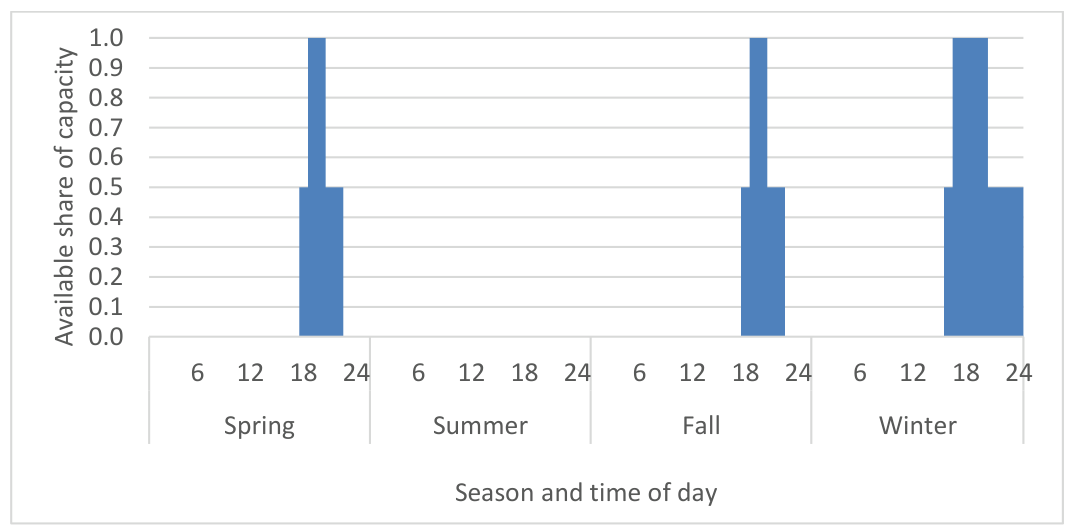 Available share of capacity
1.0
0.9
0.8
0.7
0.6
0.5
0.4
0.3
0.2
0.1
0.0
6 12 18 24 6 12 18 24 6 12 18 24 6 12 18 24
Spring Summer Fall Winter
Season and time of day